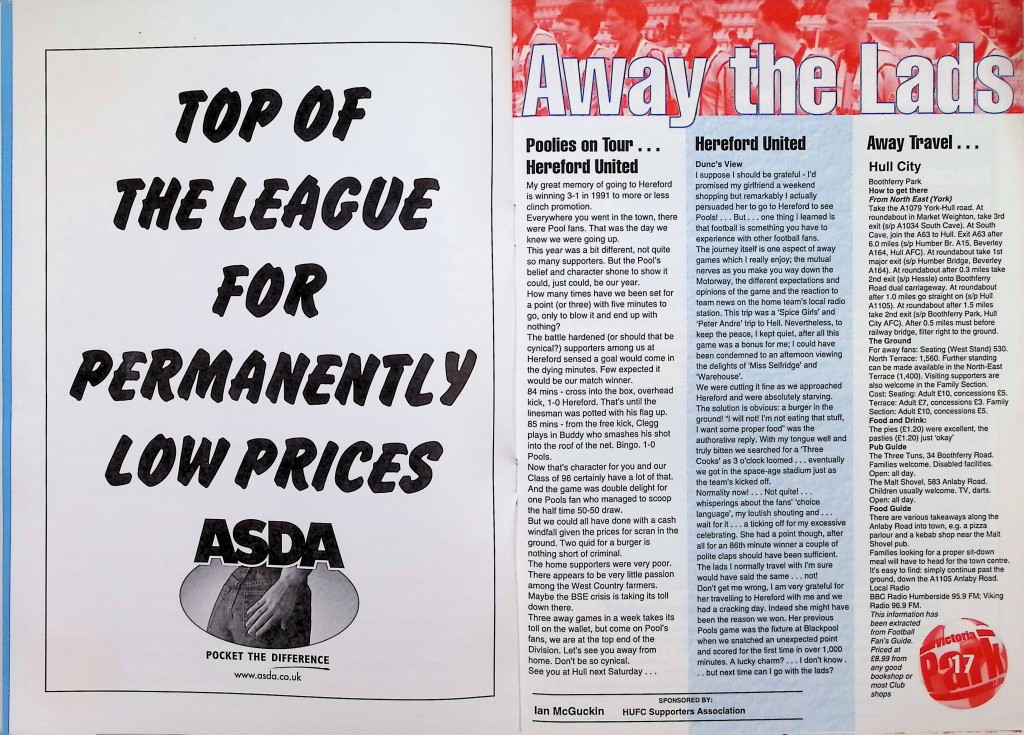 TOP OF
THE LEAGUE
FOR
PERMANENTLY
LOW PRICES
ASDA
POCKET THE DIFFERENCE
www.asda.co.uk
Away the Lads
Poolies on Tour . . .
Hereford United
My great memory of going to Hereford
is winning 3-1 in 1991 to more or less
clinch promotion.
Everywhere you went in the town, there
were Pool fans. That was the day we
knew we were going up.
This year was a bit different, not quite
so many supporters. But the Pool's
belief and character shone to show it
could, just could, be our year.
How many times have we been set for
a point (or three) with five minutes to
go, only to blow it and end up with
nothing?
The battle hardened (or should that be
cynical?) supporters among us at
Hereford sensed a goal would come in
the dying minutes. Few expected it
would be our match winner.
84 mins - cross into the box, overhead
kick, 1-0 Hereford. That's until the
linesman was potted with his flag up.
85 mins - from the free kick, Clegg
plays in Buddy who smashes his shot
into the roof of the net. Bingo. 1-0
Pools.
Now that's character for you and our
Class of 96 certainly have a lot of that.
And the game was double delight for
one Pools fan who managed to scoop
the half time 50-50 draw.
But we could all have done with a cash
windfall given the prices for scran in the
ground. Two quid for a burger is
nothing short of criminal.
The home supporters were very poor.
There appears to be very little passion
among the West Country farmers.
Maybe the BSE crisis is taking its toll
down there.
Three away games in a week takes its
toll on the wallet, but come on Pool's
fans, we are at the top end of the
Division. Let's see you away from
home. Don't be so cynical.
See you at Hull next Saturday . . .
Hereford United
Dunc's View
I suppose I should be grateful - I'd
promised my girlfriend a weekend
shopping but remarkably I actually
persuaded her to go to Hereford to see
Pools! . . . But . . . one thing I learned is
that football is something you have to
experience with other football fans.
The journey itself is one aspect of away
games which I really enjoy; the mutual
nerves as you make you way down the
Motorway, the different expectations and
opinions of the game and the reaction to
team news on the home team's local radio
station. This trip was a 'Spice Girls' and
'Peter Andre' trip to Hell. Nevertheless, to
keep the peace, I kept quiet, after all this
game was a bonus for me; I could have
been condemned to an afternoon viewing
the delights of 'Miss Selfridge' and
'Warehouse'.
We were cutting it fine as we approached
Hereford and were absolutely starving.
The solution is obvious: a burger in the
ground! "I will not! I'm not eating that stuff,
I want some proper food" was the
authorative reply. With my tongue well and
truly bitten we searched for a 'Three
Cooks' as 3 o'clock loomed . . . eventually
we got in the space-age stadium just as
the team's kicked off.
Normality now! . . . Not quite! . . .
whisperings about the fans' 'choice
language', my loutish shouting and . . .
wait for it . . . a ticking off for my excessive
celebrating. She had a point though, after
all for an 86th minute winner a couple of
polite claps should have been sufficient.
The lads I normally travel with I'm sure
would have said the same . . . not!
Don't get me wrong, I am very grateful for
her travelling to Hereford with me and we
had a cracking day. Indeed she might have
been the reason we won. Her previous
Pools game was the fixture at Blackpool
when we snatched an unexpected point
and scored for the first time in over 1,000
minutes. A lucky charm? . . . I don't know .
. . but next time can I go with the lads?
Away Travel . . .
Hull City
Boothferry Park
How to get there
From North East (York)
Take the A1079 York-Hull road. At
roundabout in Market Weighton, take 3rd
exit (s/p A1034 South Cave). At South
Cave, join the A63 to Hull. Exit A63 after
6.0 miles (s/p Humber Br. A15, Beverley
A164, Hull AFC). At roundabout take 1st
major exit (s/p Humber Bridge, Beverley
A164). At roundabout after 0.3 miles take
2nd exit (s/p Hessle) onto Boothferry
Road dual carriageway. At roundabout
after 1.0 miles go straight on (s/p Hull
A1105). At roundabout after 1.5 miles
take 2nd exit (s/p Boothferry Park, Hull
City AFC). After 0.5 miles must before
railway bridge, filter right to the ground.
The Ground
For away fans: Seating (West Stand) 530.
North Terrace: 1,560. Further standing
can be made available in the North-East
Terrace (1,400). Visiting supporters are
also welcome in the Family Section.
Cost: Seating: Adult £10, concessions £5.
Terrace: Adult £7, concessions £3. Family
Section: Adult £10, concessions £5.
Food and Drink:
The pies (£1.20) were excellent, the
pasties (£1.20) just 'okay'
Pub Guide
The Three Tuns, 34 Boothferry Road.
Families welcome. Disabled facilities.
Open: all day.
The Malt Shovel, 583 Anlaby Road.
Children usually welcome. TV, darts.
Open: all day.
Food Guide
There are various takeaways along the
Anlaby Road into town, e.g. a pizza
parlour and a kebab shop near the Malt
Shovel pub.
Families looking for a proper sit-down
meal will have to head for the town centre.
It's easy to find: simply continue past the
ground, down the A1105 Anlaby Road.
Local Radio
BBC Radio Humberside 95.9 FM; Viking
Radio 96.9 FM.
This information has
been extracted
from Football
Fan's Guide.
Priced at
£8.99 from
any good
bookshop or
most Club
shops
Victoria
Park
17
SPONSORED BY:
Ian McGuckin HUFC Supporters Association